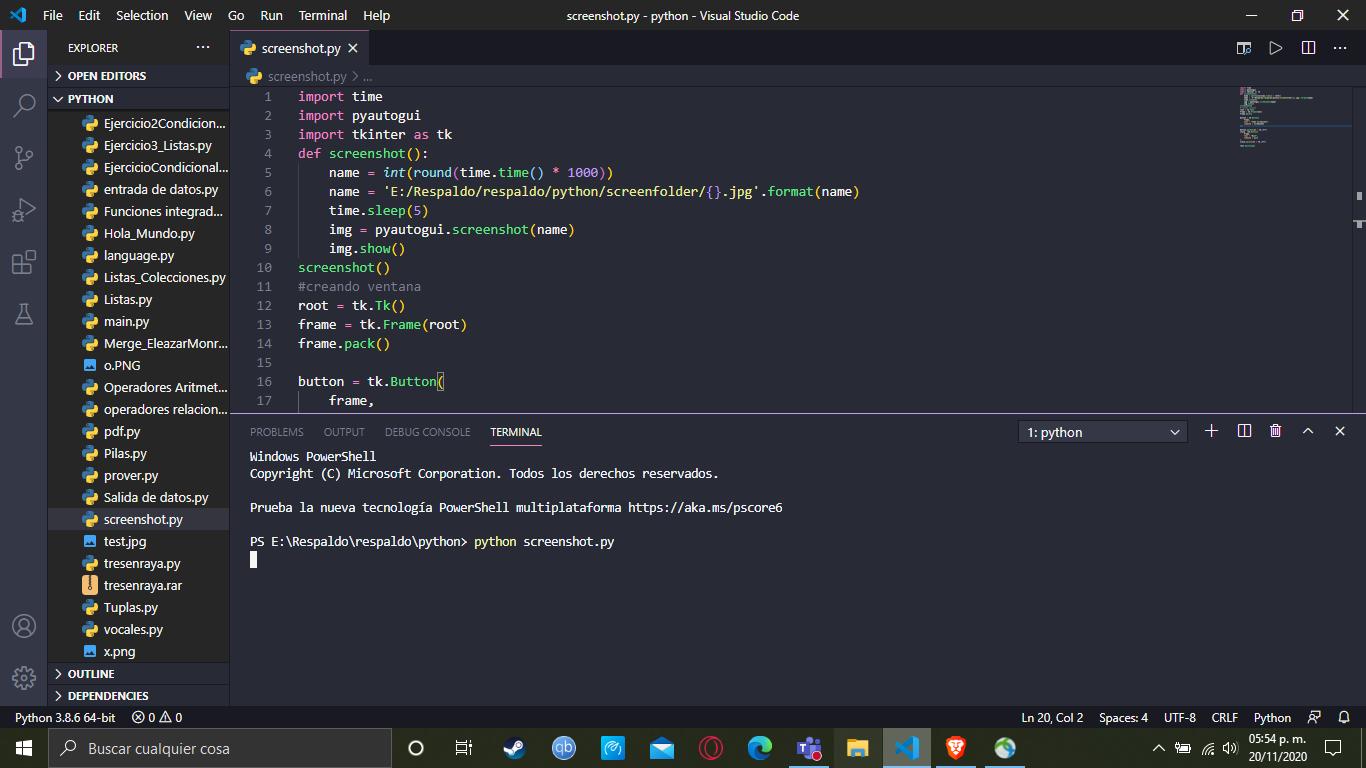 File Edit Selection View Go Run Terminal Help
screenshot.py - python - Visual Studio Code
EXPLORER
OPEN EDITORS
PYTHON
Ejercicio2Condicion...
Ejercicio3_Listas.py
EjercicioCondicional...
entrada de datos.py
Funciones integrad...
Hola_Mundo.py
language.py
Listas_Colecciones.py
Listas.py
main.py
Merge_EleazarMonr...
o.PNG
Operadores Aritmet...
operadores relacion...
pdf.py
Pilas.py
prover.py
Salida de datos.py
screenshot.py
test.jpg
tresenraya.py
tresenraya.rar
Tuplas.py
vocales.py
x.png
OUTLINE
DEPENDENCIES
screenshot.py
screenshot.py > ...
1 import time
2 import pyautogui
3 import tkinter as tk
4 def screenshot():
5 name = int(round(time.time() * 1000))
6 name = 'E:/Respaldo/respaldo/python/screenfolder/{}.jpg'.format(name)
7 time.sleep(5)
8 img = pyautogui.screenshot(name)
9 img.show()
10 screenshot()
11 #creando ventana
12 root = tk.Tk()
13 frame = tk.Frame(root)
14 frame.pack()
15
16 button = tk.Button(
17 frame,
PROBLEMS OUTPUT DEBUG CONSOLE TERMINAL
1: python
Windows PowerShell
Copyright (C) Microsoft Corporation. Todos los derechos reservados.
Prueba la nueva tecnología PowerShell multiplataforma https://aka.ms/pscore6
PS E:\Respaldo\respaldo\python> python screenshot.py
Python 3.8.6 64-bit 0 0
Ln 20, Col 2 Spaces: 4 UTF-8 CRLF Python
Buscar cualquier cosa
qb
05:54 p. m.
20/11/2020